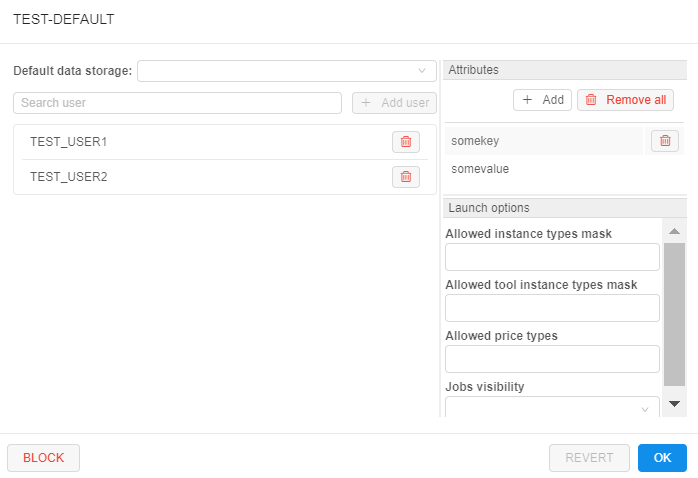 TEST-DEFAULT
Default data storage:
Search user
+ Add user
TEST_USER1
TEST_USER2
Attributes
+ Add
Remove all
somekey
somevalue
Launch options
Allowed instance types mask
Allowed tool instance types mask
Allowed price types
Jobs visibility
BLOCK
REVERT
OK